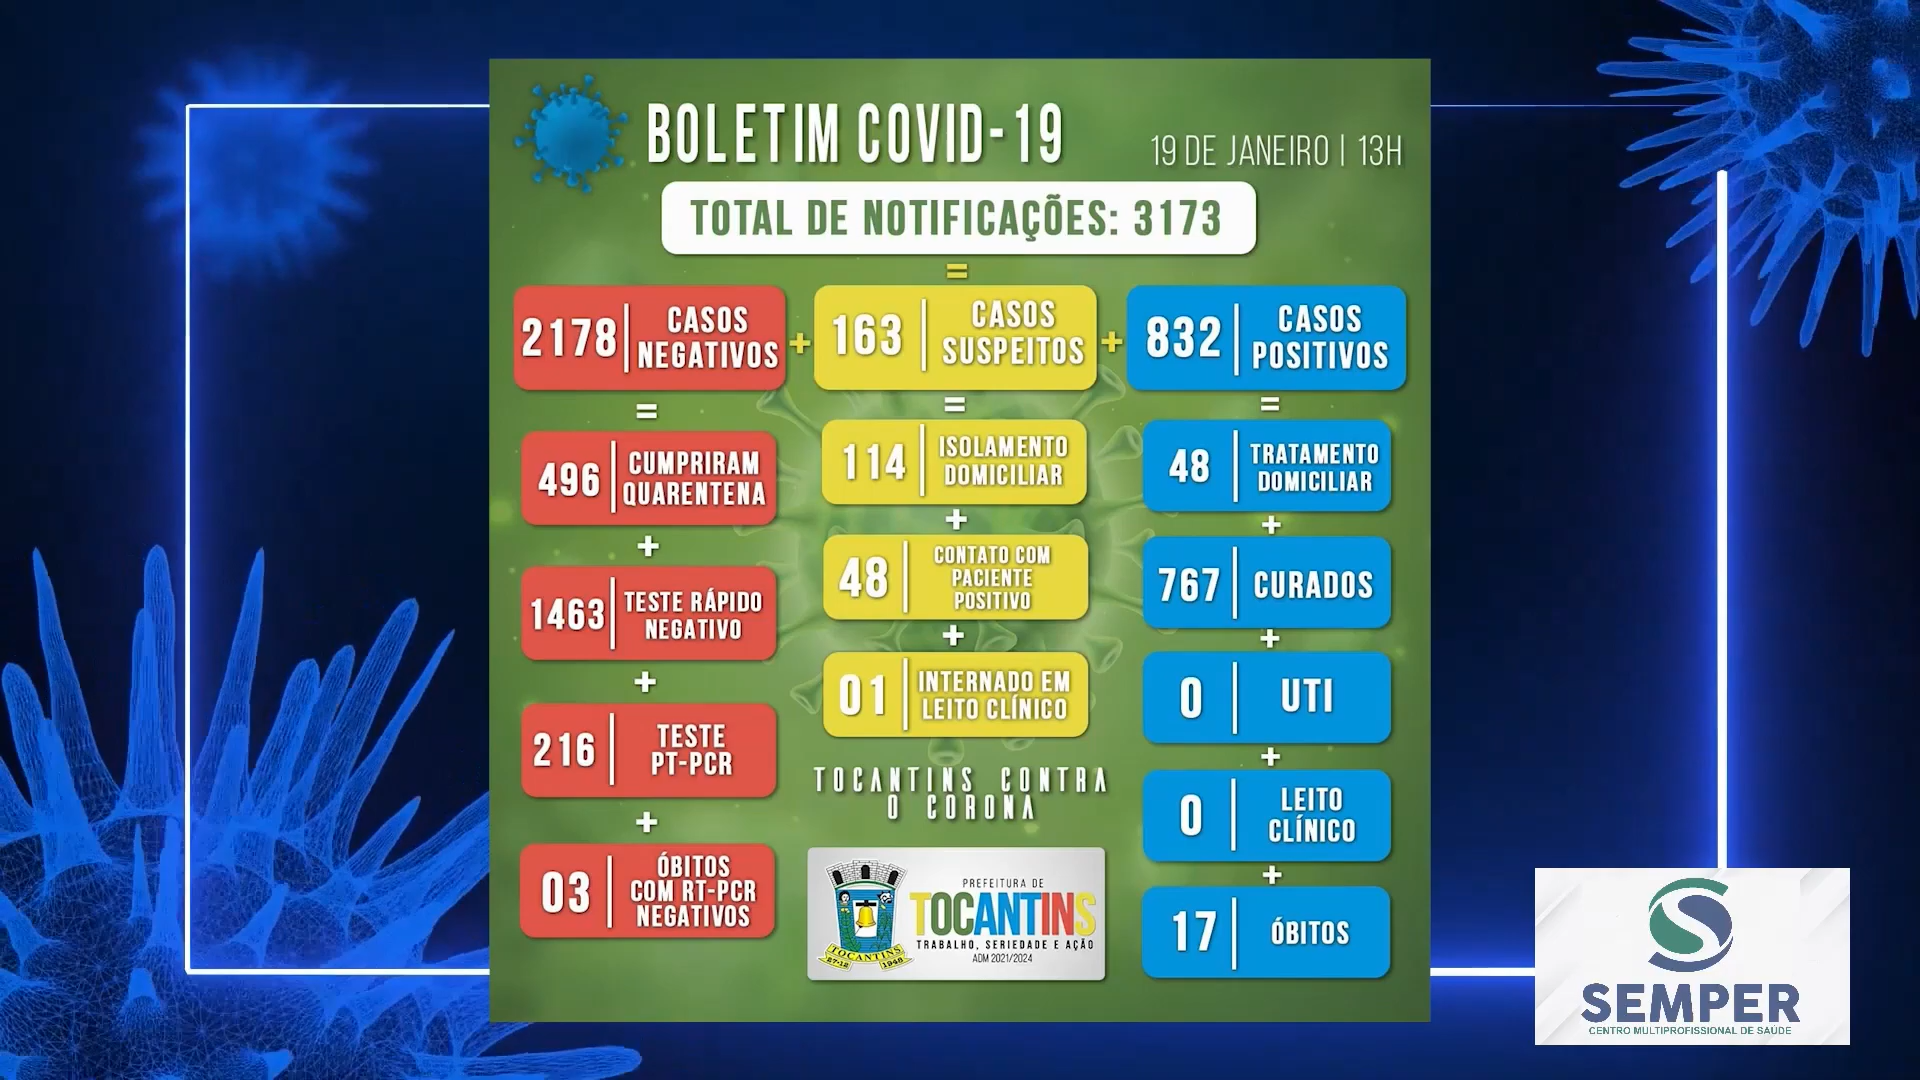 BOLETIM COVID-19
19 DE JANEIRO | 13H
TOTAL DE NOTIFICAÇÕES: 3173
=
2178 | CASOS
NEGATIVOS
+
163 | CASOS
SUSPEITOS
+
832 | CASOS
POSITIVOS
=
496 | CUMPRIRAM
QUARENTENA
+
1463 | TESTE RÁPIDO
NEGATIVO
+
216 | TESTE
PT-PCR
+
03 | ÓBITOS
COM RT-PCR
NEGATIVOS
=
114 | ISOLAMENTO
DOMICILIAR
+
48 | CONTATO COM
PACIENTE
POSITIVO
+
01 | INTERNADO EM
LEITO CLÍNICO
TOCANTINS CONTRA
O CORONA
PREFEITURA DE
TOCANTINS
TRABALHO, SERIEDADE E AÇÃO
ADM 2021/2024
TOCANTINS
27-12 1948
=
48 | TRATAMENTO
DOMICILIAR
+
767 | CURADOS
+
0 | UTI
+
0 | LEITO
CLÍNICO
+
17 | ÓBITOS
SEMPER
CENTRO MULTIPROFISSIONAL DE SAÚDE